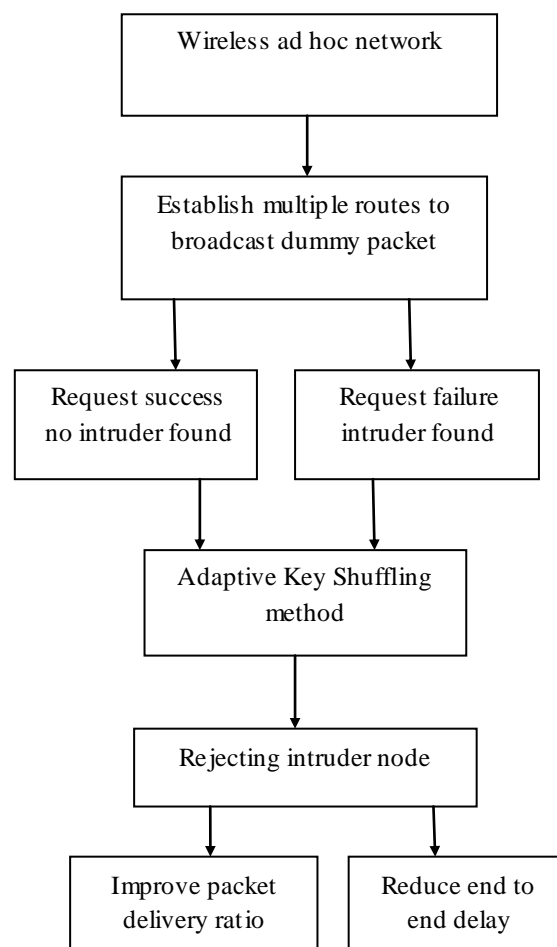 Wireless ad hoc network
Establish multiple routes to
broadcast dummy packet
Request success
no intruder found
Request failure
intruder found
Adaptive Key Shuffling
method
Rejecting intruder node
Improve packet
delivery ratio
Reduce end to
end delay